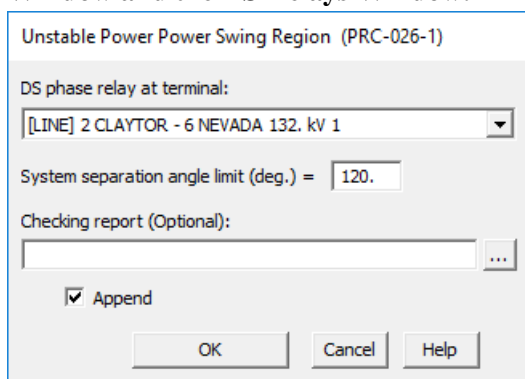 Unstable Power Power Swing Region (PRC-026-1)
DS phase relay at terminal:
[LINE] 2 CLAYTOR - 6 NEVADA 132. kV 1
System separation angle limit (deg.) = 120.
Checking report (Optional):
...
Append
OK Cancel Help